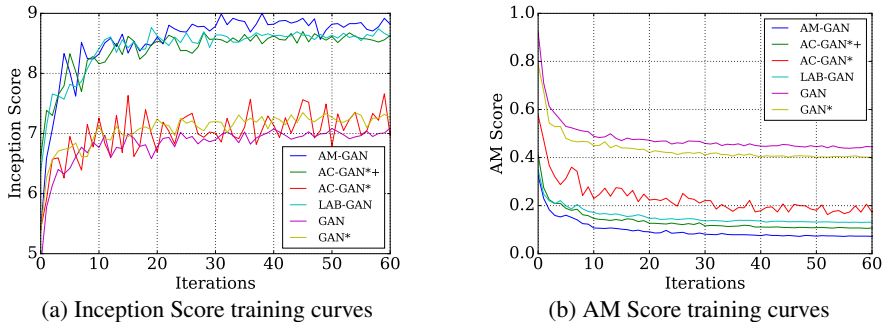 9
8
7
6
5
0 10 20 30 40 50 60
Inception Score
Iterations
AM-GAN
AC-GAN*+
AC-GAN*
LAB-GAN
GAN
GAN*
(a) Inception Score training curves
1.0
0.8
0.6
0.4
0.2
0.0
0 10 20 30 40 50 60
AM Score
Iterations
AM-GAN
AC-GAN*+
AC-GAN*
LAB-GAN
GAN
GAN*
(b) AM Score training curves